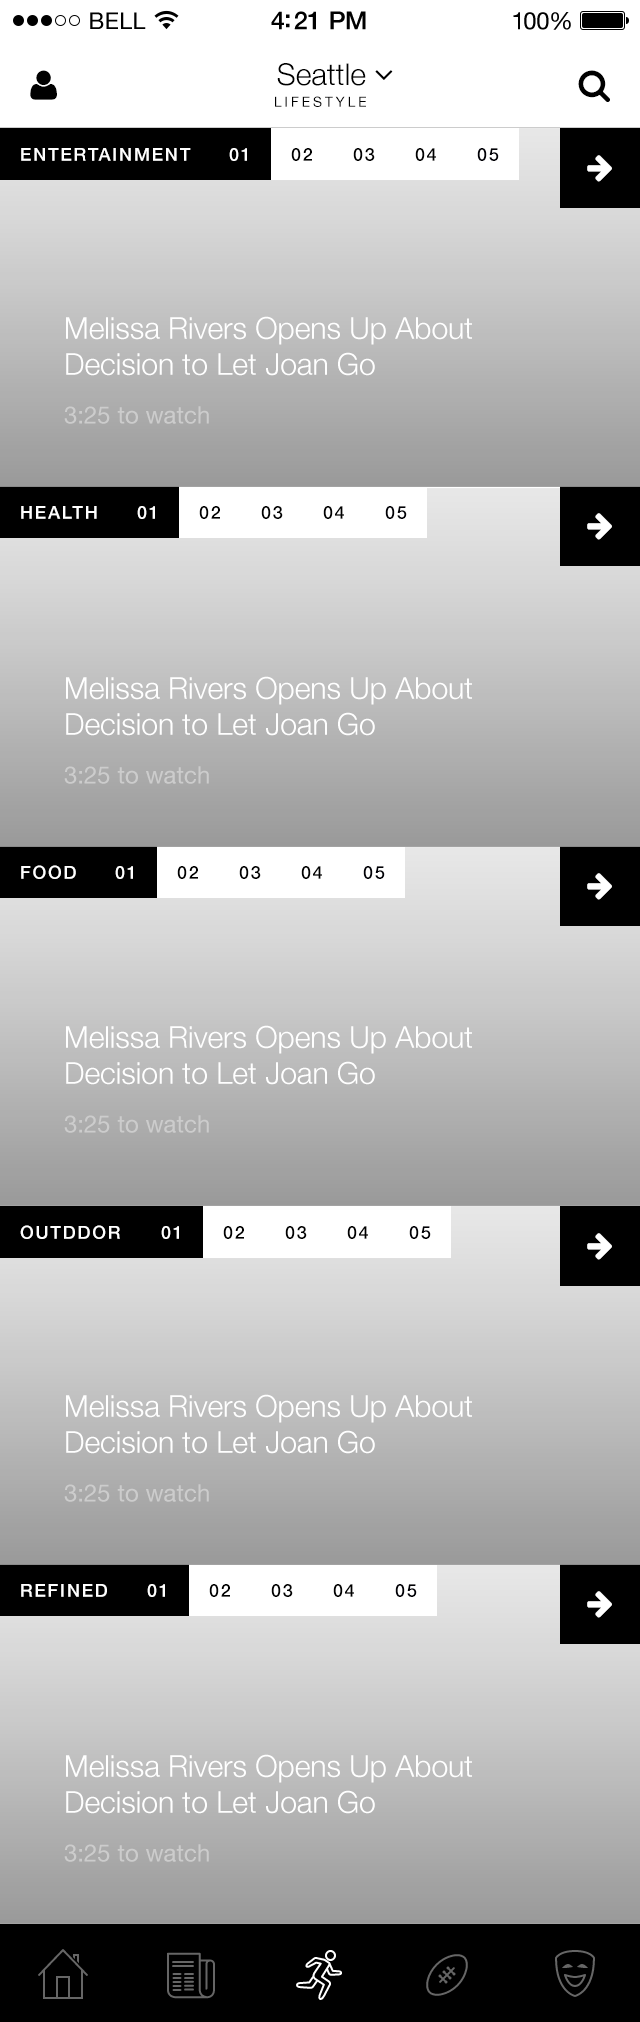 BELL 4:21 PM 100%
Seattle
LIFESTYLE
ENTERTAINMENT 01 02 03 04 05
Melissa Rivers Opens Up About
Decision to Let Joan Go
3:25 to watch
HEALTH 01 02 03 04 05
Melissa Rivers Opens Up About
Decision to Let Joan Go
3:25 to watch
FOOD 01 02 03 04 05
Melissa Rivers Opens Up About
Decision to Let Joan Go
3:25 to watch
OUTDDOR 01 02 03 04 05
Melissa Rivers Opens Up About
Decision to Let Joan Go
3:25 to watch
REFINED 01 02 03 04 05
Melissa Rivers Opens Up About
Decision to Let Joan Go
3:25 to watch